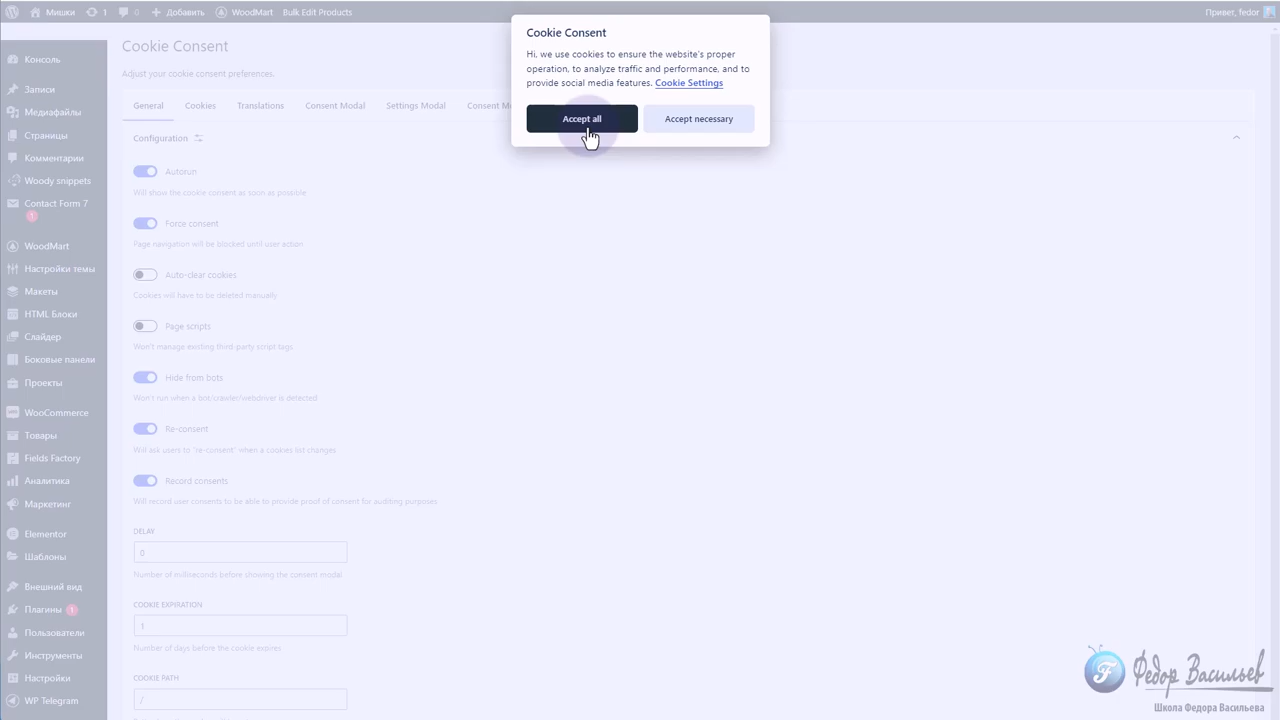 Мишки
1
0
Добавить
WoodMart
Bulk Edit Products
Привет, fedor
Консоль
Записи
Медиафайлы
Страницы
Комментарии
Woody snippets
Contact Form 7
1
WoodMart
Настройки темы
Макеты
HTML Блоки
Слайдер
Боковые панели
Проекты
WooCommerce
Товары
Fields Factory
Аналитика
Маркетинг
Elementor
Шаблоны
Внешний вид
Плагины 1
Пользователи
Инструменты
Настройки
WP Telegram
Cookie Consent
Adjust your cookie consent preferences.
General
Cookies
Translations
Consent Modal
Settings Modal
Cookie Consent
Hi, we use cookies to ensure the website's proper
operation, to analyze traffic and performance, and to
provide social media features. Cookie Settings
Accept all
Accept necessary
Configuration
Autorun
Will show the cookie consent as soon as possible
Force consent
Page navigation will be blocked until user action
Auto-clear cookies
Cookies will have to be deleted manually
Page scripts
Won't manage existing third-party script tags
Hide from bots
Won't run when a bot/crawler/webdriver is detected
Re-consent
Will ask users to "re-consent" when a cookies list changes
Record consents
Will record user consents to be able to provide proof of consent for auditing purposes
DELAY
0
Number of milliseconds before showing the consent modal
COOKIE EXPIRATION
1
Number of days before the cookie expires
COOKIE PATH
/
Федор Васильев
Школа Федора Васильева